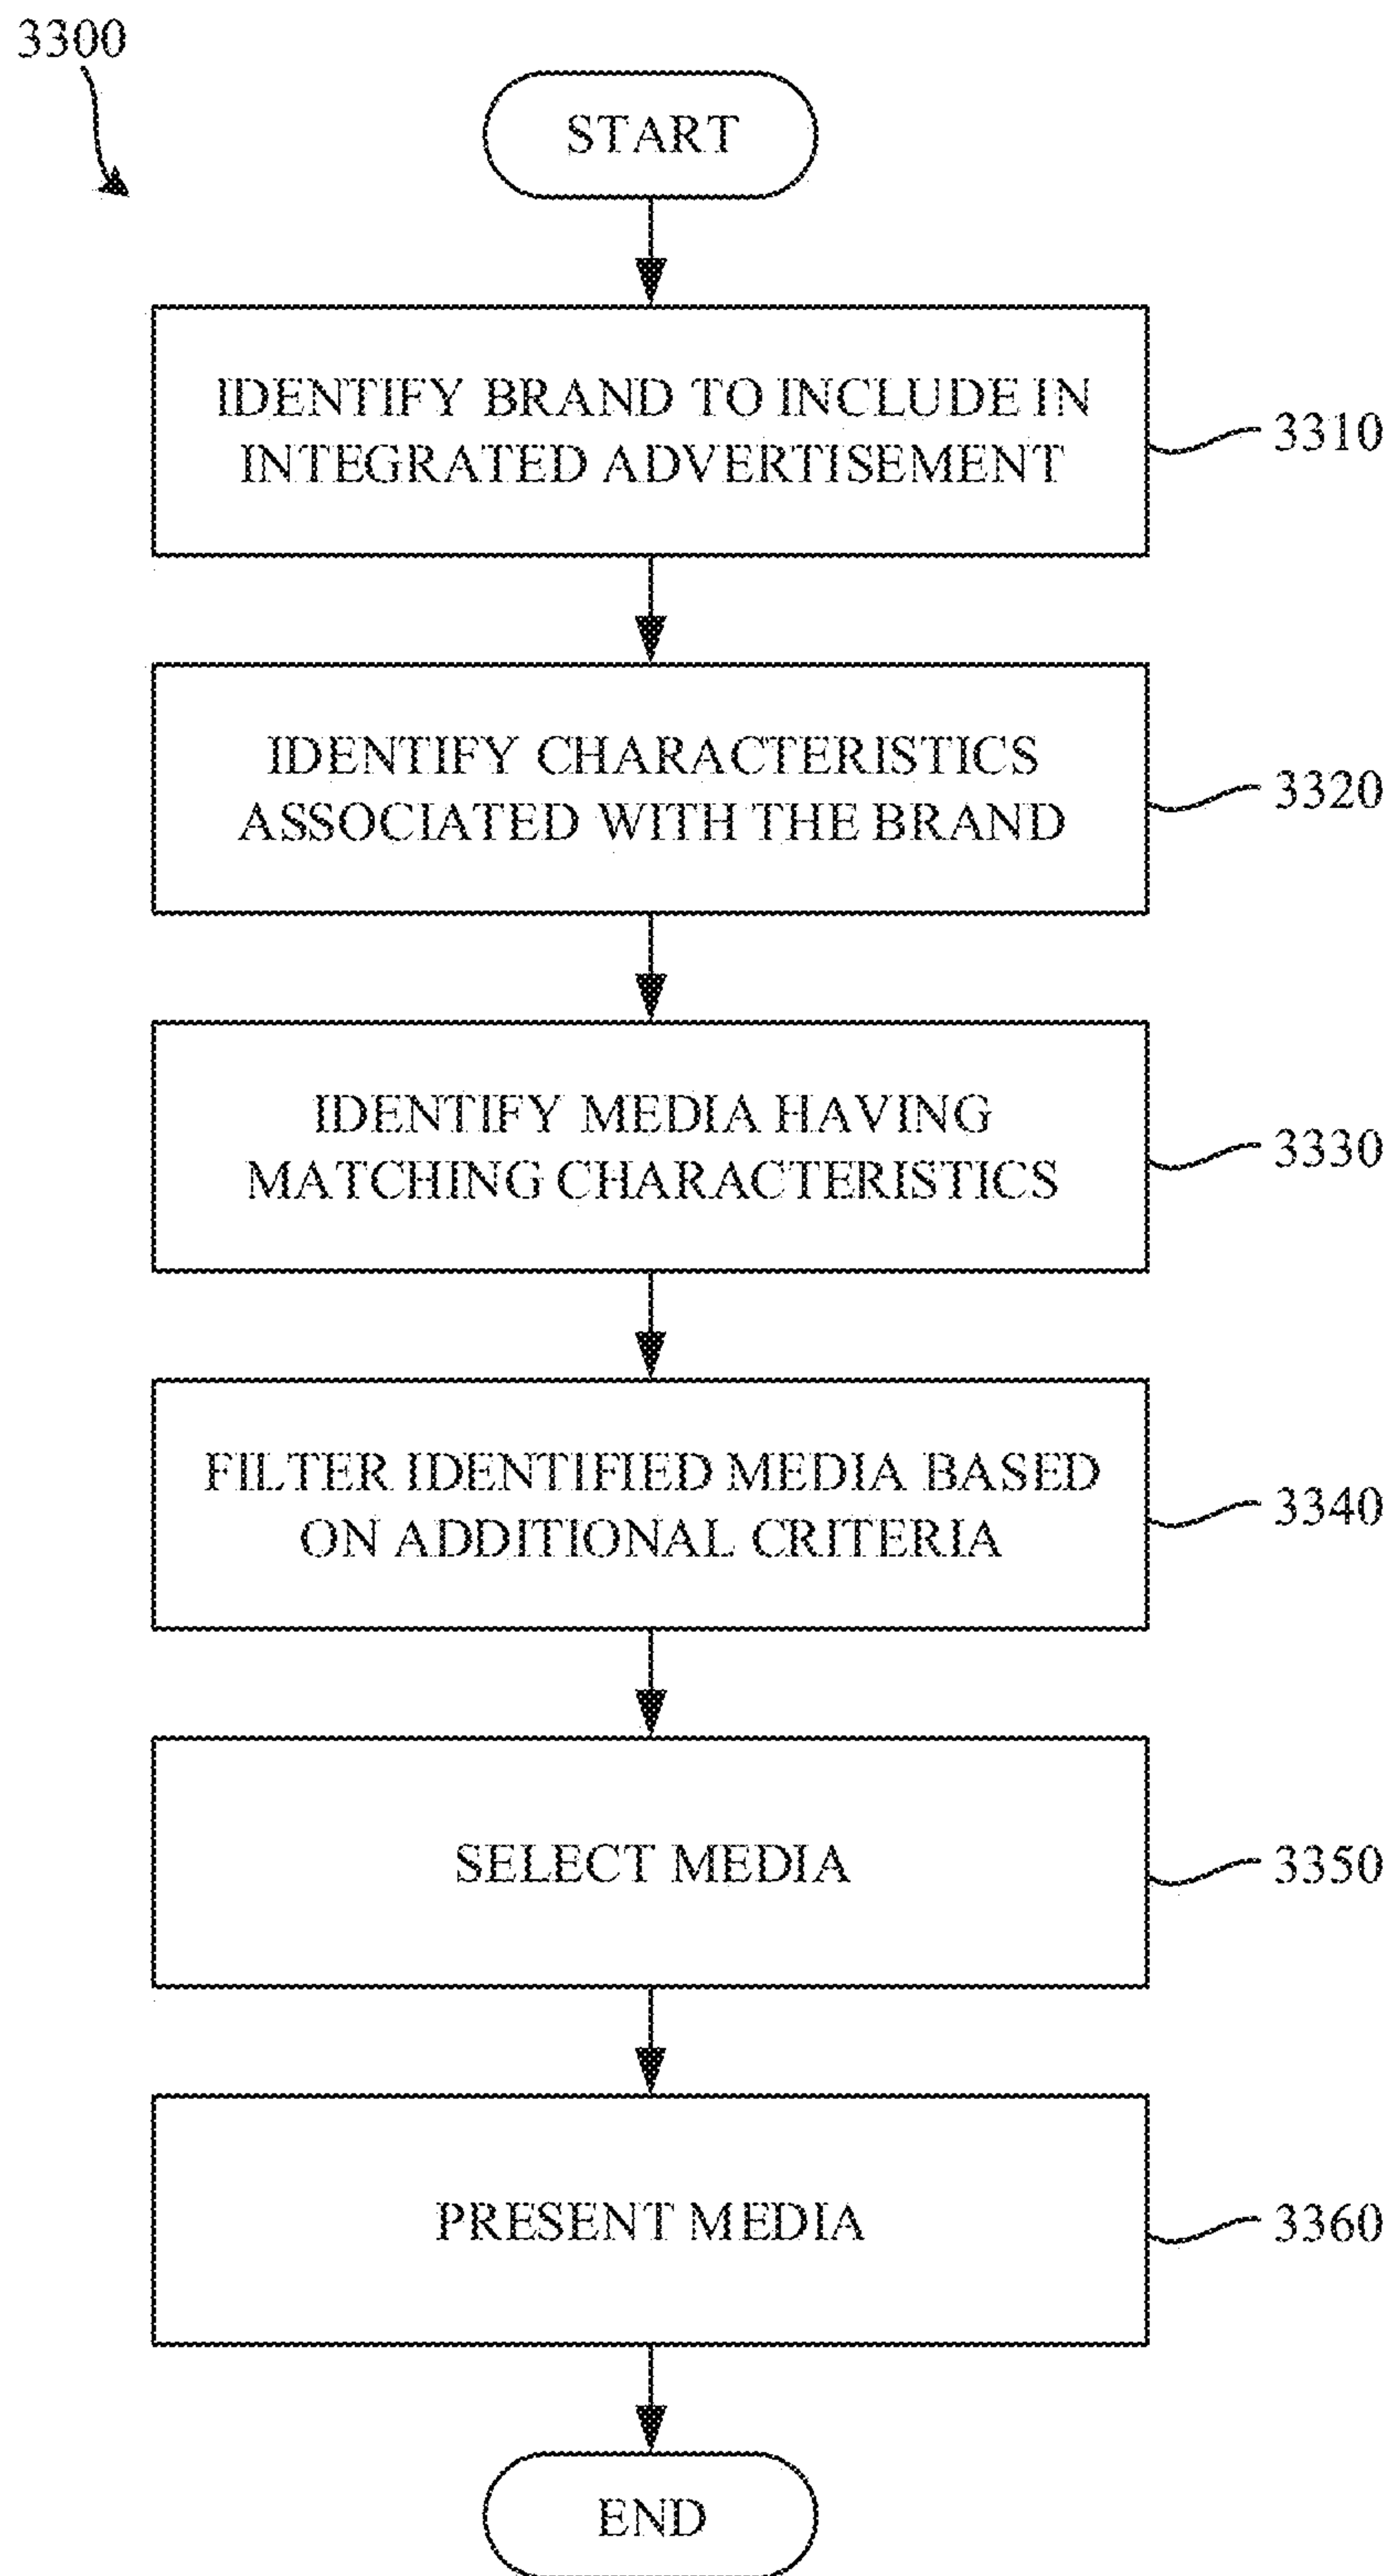 3300
START
IDENTIFY BRAND TO INCLUDE IN
INTEGRATED ADVERTISEMENT
3310
IDENTIFY CHARACTERISTICS
ASSOCIATED WITH THE BRAND
3320
IDENTIFY MEDIA HAVING
MATCHING CHARACTERISTICS
3330
FILTER IDENTIFIED MEDIA BASED
ON ADDITIONAL CRITERIA
3340
SELECT MEDIA
3350
PRESENT MEDIA
3360
END